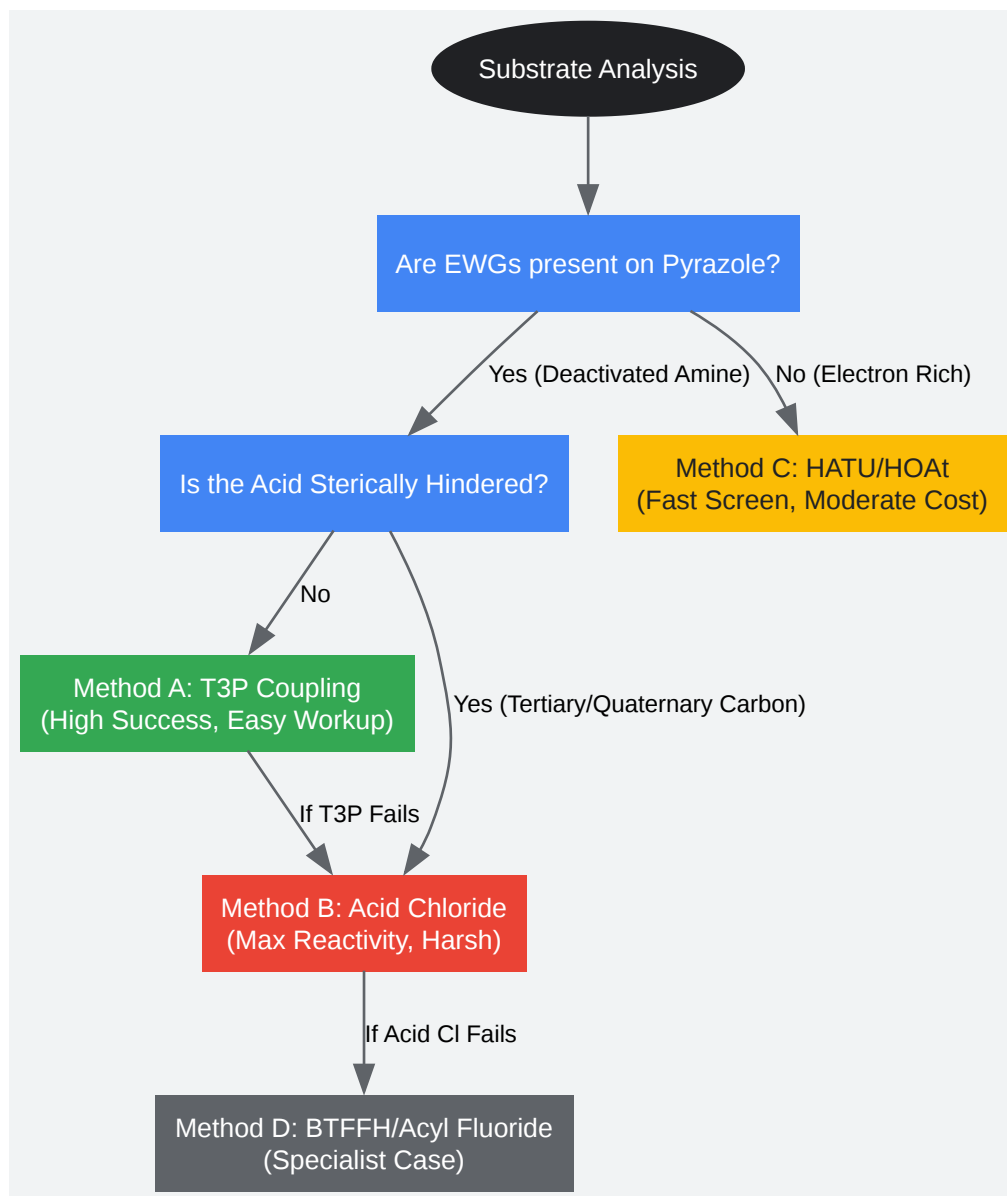 Substrate Analysis
Are EWGs present on Pyrazole?
Yes (Deactivated Amine)
No (Electron Rich)
Is the Acid Sterically Hindered?
Method C: HATU/HOAt
(Fast Screen, Moderate Cost)
No
Method A: T3P Coupling
(High Success, Easy Workup)
Yes (Tertiary/Quaternary Carbon)
If T3P Fails
Method B: Acid Chloride
(Max Reactivity, Harsh)
If Acid Cl Fails
Method D: BTFFH/Acyl Fluoride
(Specialist Case)